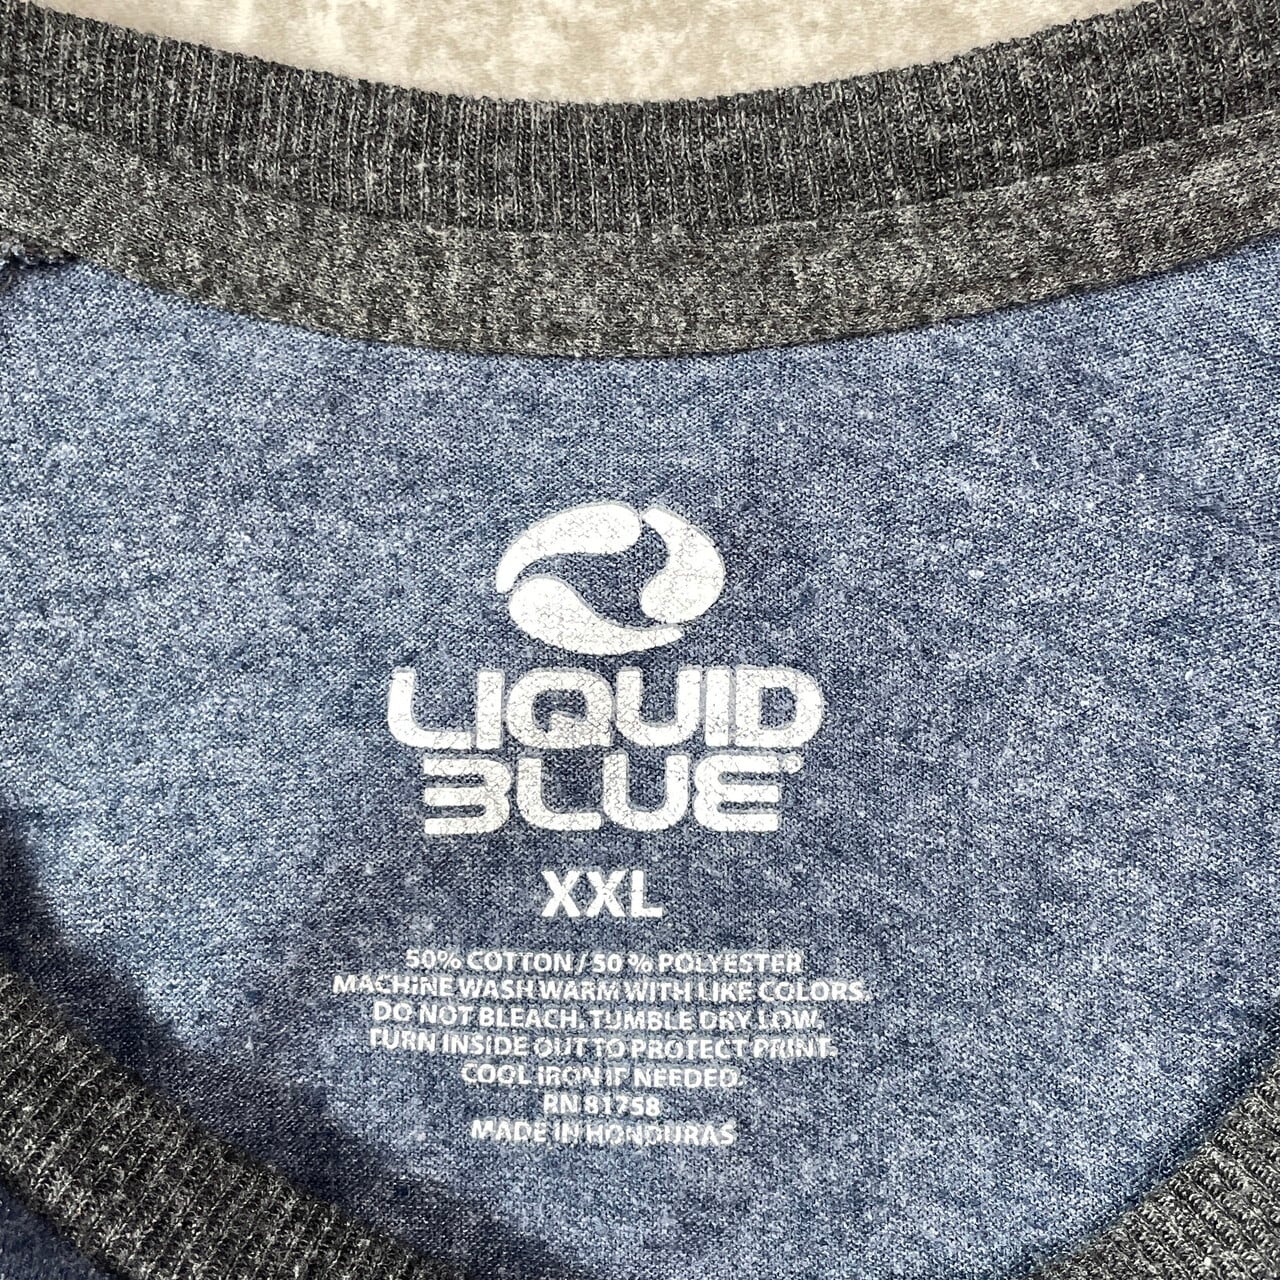 LIQUID
BLUE
XXL
50% COTTON / 50 % POLYESTER
MACHINE WASH WARM WITH LIKE COLORS.
DO NOT BLEACH. TUMBLE DRY LOW.
TURN INSIDE OUT TO PROTECT PRINT.
COOL IRON IF NEEDED.
RN 81758
MADE IN HONDURAS